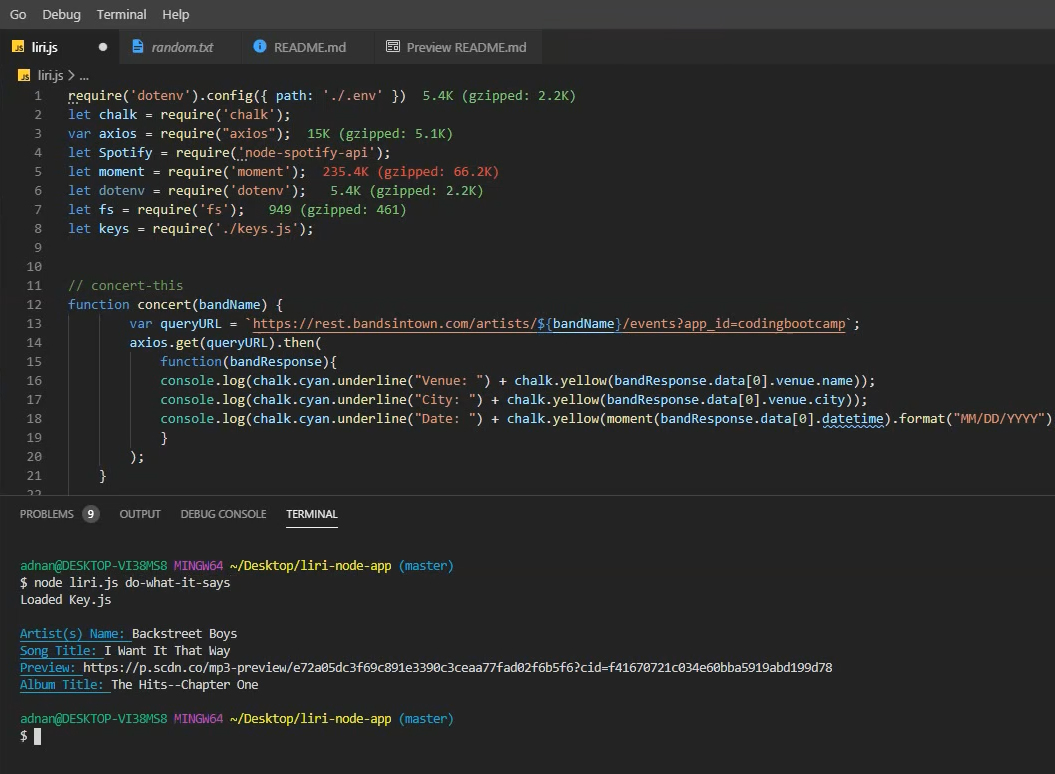 Go Debug Terminal Help
JS liri.js random.txt README.md Preview README.md
JS liri.js > ...
1 require('dotenv').config({ path: './.env' }) 5.4K (gzipped: 2.2K)
2 let chalk = require('chalk');
3 var axios = require("axios"); 15K (gzipped: 5.1K)
4 let Spotify = require('node-spotify-api');
5 let moment = require('moment'); 235.4K (gzipped: 66.2K)
6 let dotenv = require('dotenv'); 5.4K (gzipped: 2.2K)
7 let fs = require('fs'); 949 (gzipped: 461)
8 let keys = require('./keys.js');
9
10
11 // concert-this
12 function concert(bandName) {
13 var queryURL = `https://rest.bandsintown.com/artists/${bandName}/events?app_id=codingbootcamp`;
14 axios.get(queryURL).then(
15 function(bandResponse){
16 console.log(chalk.cyan.underline("Venue: ") + chalk.yellow(bandResponse.data[0].venue.name));
17 console.log(chalk.cyan.underline("City: ") + chalk.yellow(bandResponse.data[0].venue.city));
18 console.log(chalk.cyan.underline("Date: ") + chalk.yellow(moment(bandResponse.data[0].datetime).format("MM/DD/YYYY")
19 }
20 );
21 }
22
PROBLEMS 9 OUTPUT DEBUG CONSOLE TERMINAL
adnan@DESKTOP-VI38MS8 MINGW64 ~/Desktop/liri-node-app (master)
$ node liri.js do-what-it-says
Loaded Key.js
Artist(s) Name: Backstreet Boys
Song Title: I Want It That Way
Preview: https://p.scdn.co/mp3-preview/e72a05dc3f69c891e3390c3ceaa77fad02f6b5f6?cid=f41670721c034e60bba5919abd199d78
Album Title: The Hits--Chapter One
adnan@DESKTOP-VI38MS8 MINGW64 ~/Desktop/liri-node-app (master)
$